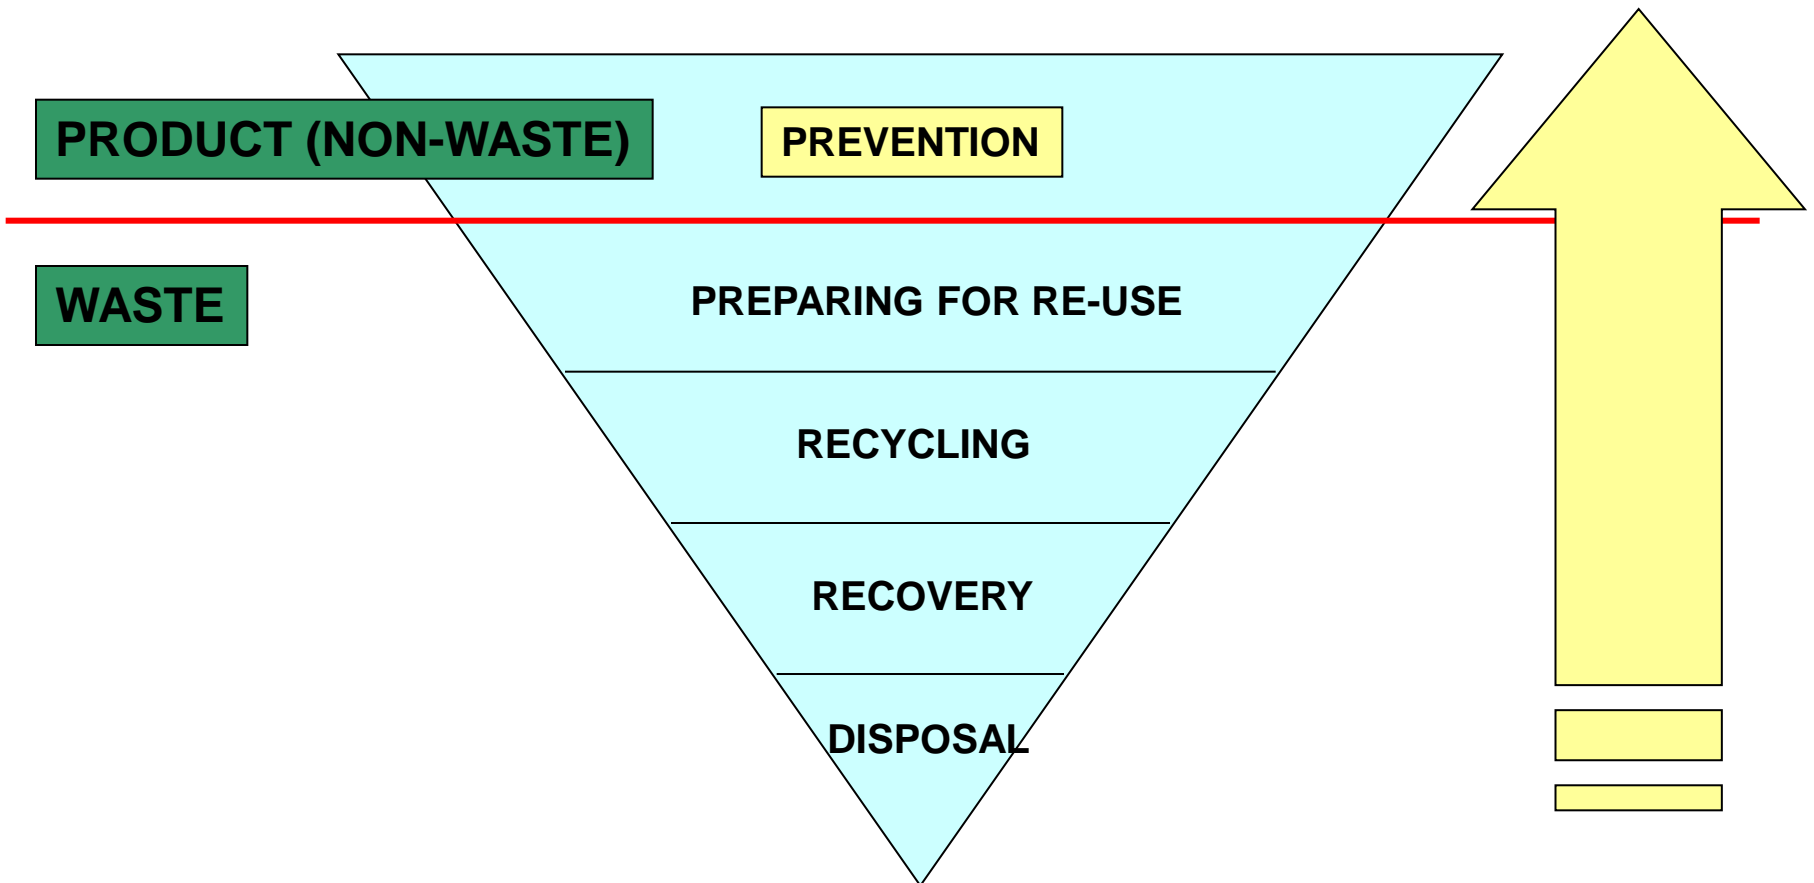 PRODUCT (NON-WASTE)
PREVENTION
WASTE
PREPARING FOR RE-USE
RECYCLING
RECOVERY
DISPOSAL